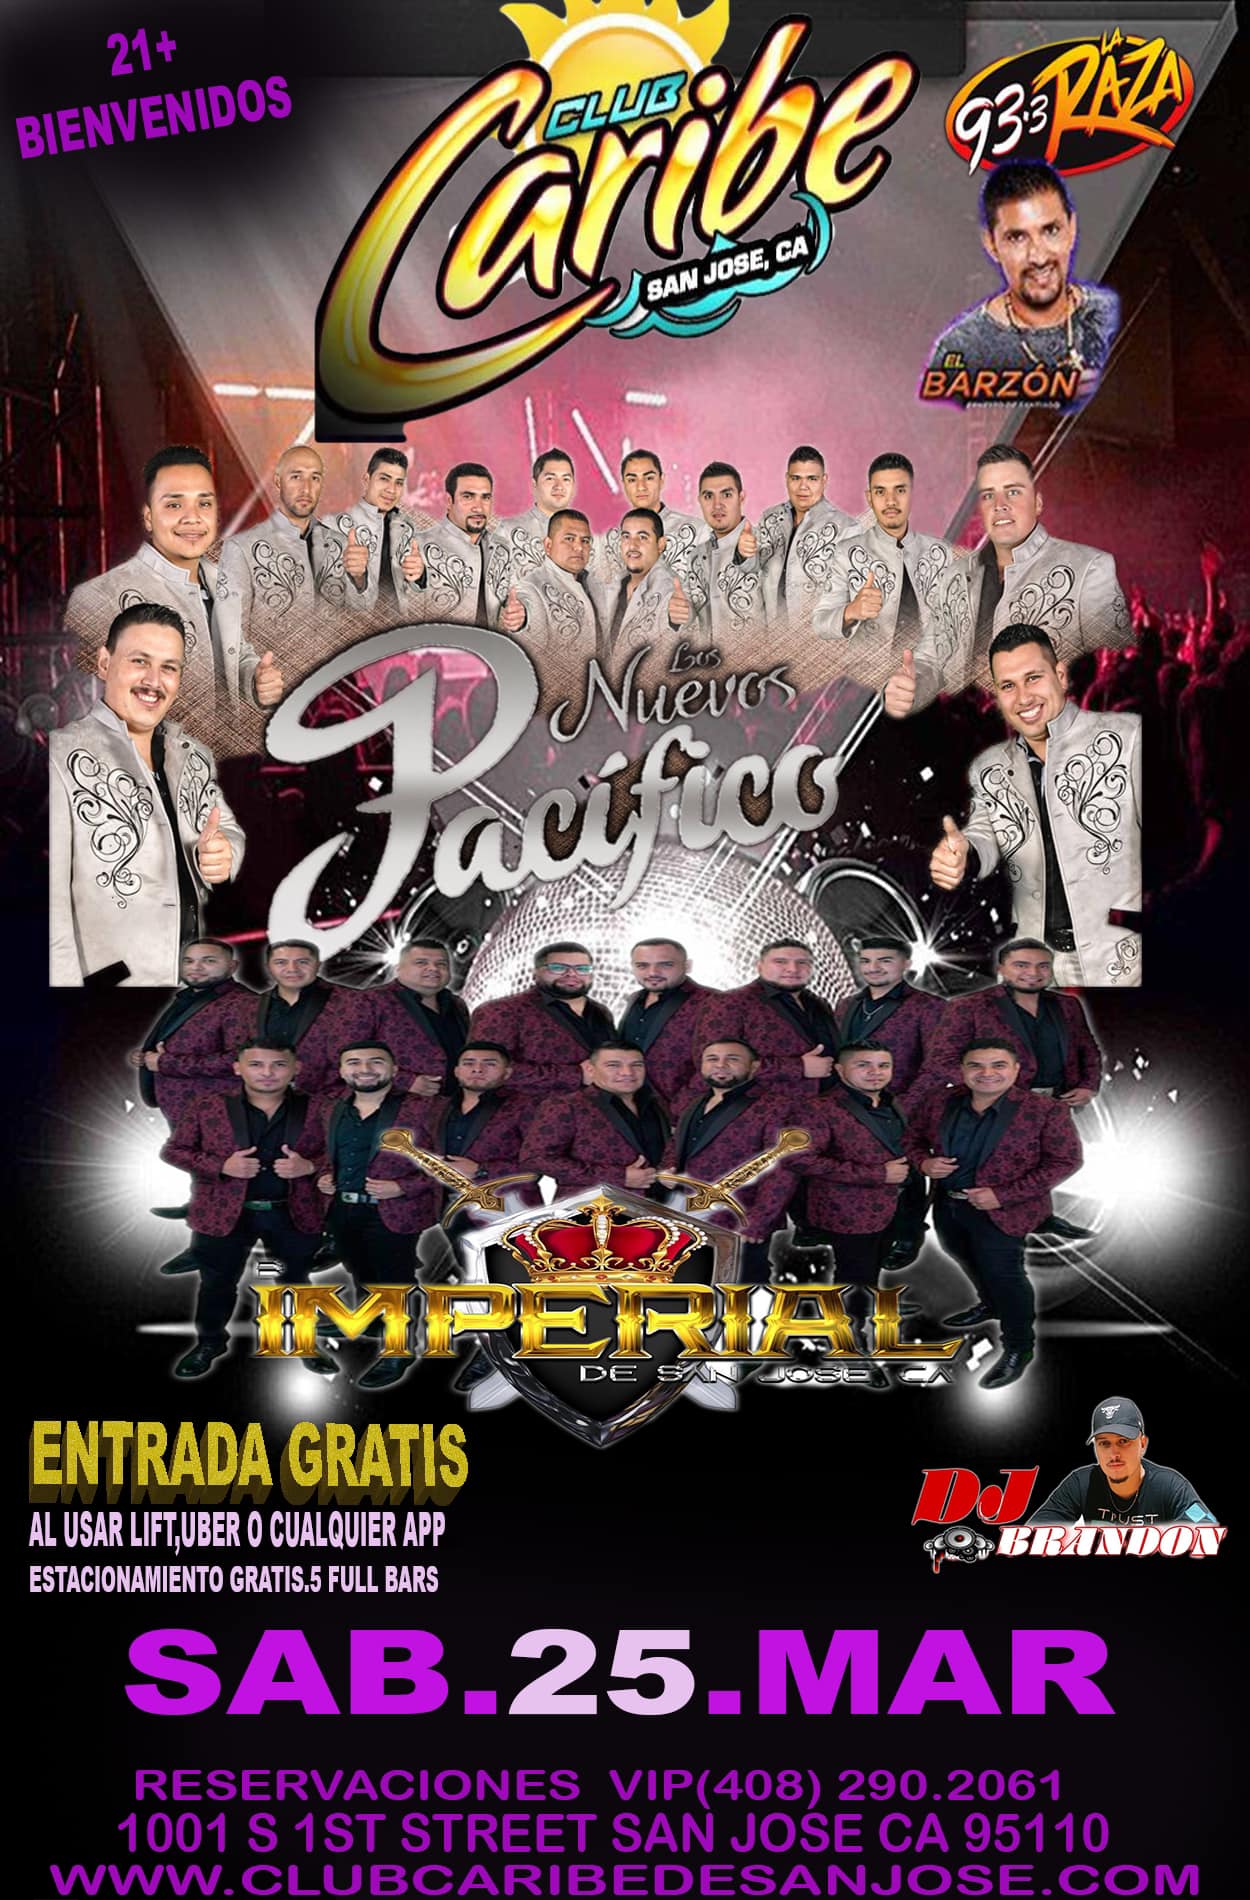 21+
BIENVENIDOS
CLUB
Caribe
SAN JOSE, CA
LA
93.3 RAZA
EL
BARZÓN
Los
Nuevos
Pacífico
IMPERIAL
DE SAN JOSE, CA
ENTRADA GRATIS
AL USAR LIFT,UBER O CUALQUIER APP
ESTACIONAMIENTO GRATIS.5 FULL BARS
TRUST
DJ
BRANDON
SAB.25.MAR
RESERVACIONES VIP(408) 290.2061
1001 S 1ST STREET SAN JOSE CA 95110
WWW.CLUBCARIBEDESANJOSE.COM